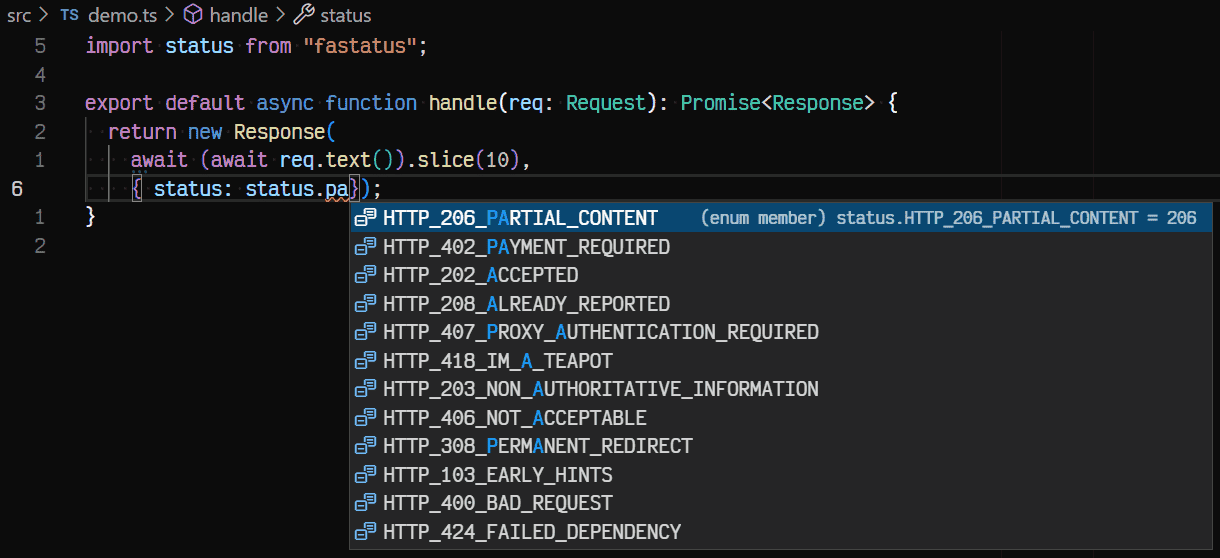 src > TS demo.ts > handle > status
5 import status from "fastatus";
4
3 export default async function handle(req: Request): Promise<Response> {
2 return new Response(
1 await (await req.text()).slice(10),
6 { status: status.pa});
1 }
2
HTTP_206_PARTIAL_CONTENT (enum member) status.HTTP_206_PARTIAL_CONTENT = 206
HTTP_402_PAYMENT_REQUIRED
HTTP_202_ACCEPTED
HTTP_208_ALREADY_REPORTED
HTTP_407_PROXY_AUTHENTICATION_REQUIRED
HTTP_418_IM_A_TEAPOT
HTTP_203_NON_AUTHORITATIVE_INFORMATION
HTTP_406_NOT_ACCEPTABLE
HTTP_308_PERMANENT_REDIRECT
HTTP_103_EARLY_HINTS
HTTP_400_BAD_REQUEST
HTTP_424_FAILED_DEPENDENCY